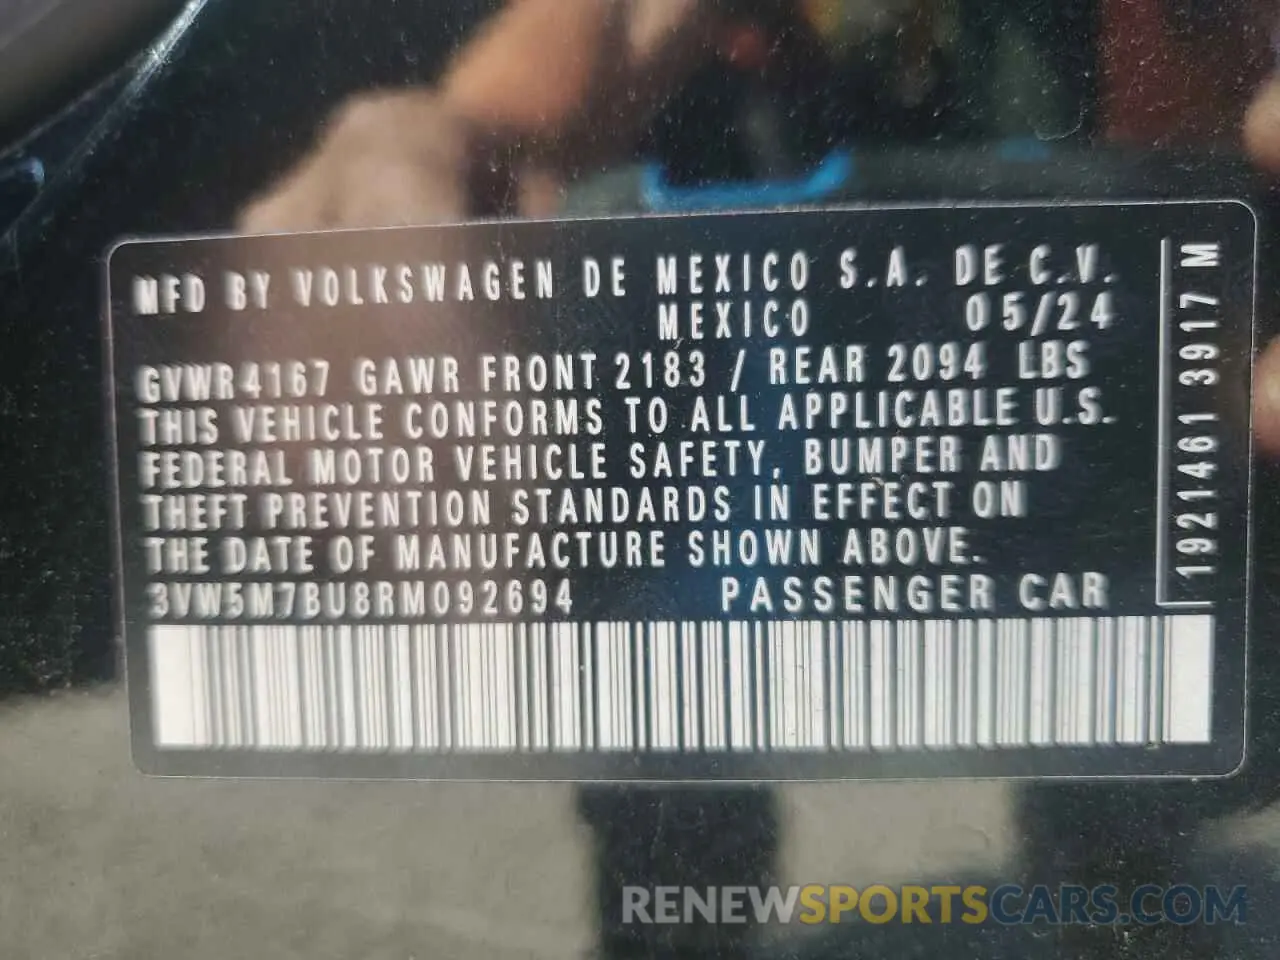 MFD BY VOLKSWAGEN DE MEXICO S.A. DE C.V.
MEXICO 05/24
GVWR 4167 GAWR FRONT 2183 / REAR 2094 LBS
THIS VEHICLE CONFORMS TO ALL APPLICABLE U.S.
FEDERAL MOTOR VEHICLE SAFETY, BUMPER AND
THEFT PREVENTION STANDARDS IN EFFECT ON
THE DATE OF MANUFACTURE SHOWN ABOVE.
3VW5M7BU8RM092694 PASSENGER CAR
1921461 3917 M
RENEWSPORTSCARS.COM